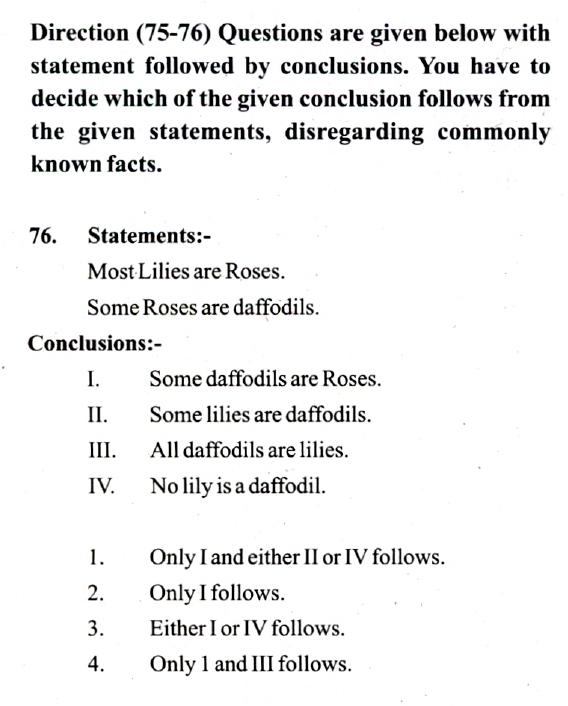 Direction (75-76) Questions are given below with
statement followed by conclusions. You have to
decide which of the given conclusion follows from
the given statements, disregarding commonly
known facts.
76. Statements:-
Most Lilies are Roses.
Some Roses are daffodils.
Conclusions:-
I. Some daffodils are Roses.
II. Some lilies are daffodils.
III. All daffodils are lilies.
IV. No lily is a daffodil.
1. Only I and either II or IV follows.
2. Only I follows.
3. Either I or IV follows.
4. Only 1 and III follows.